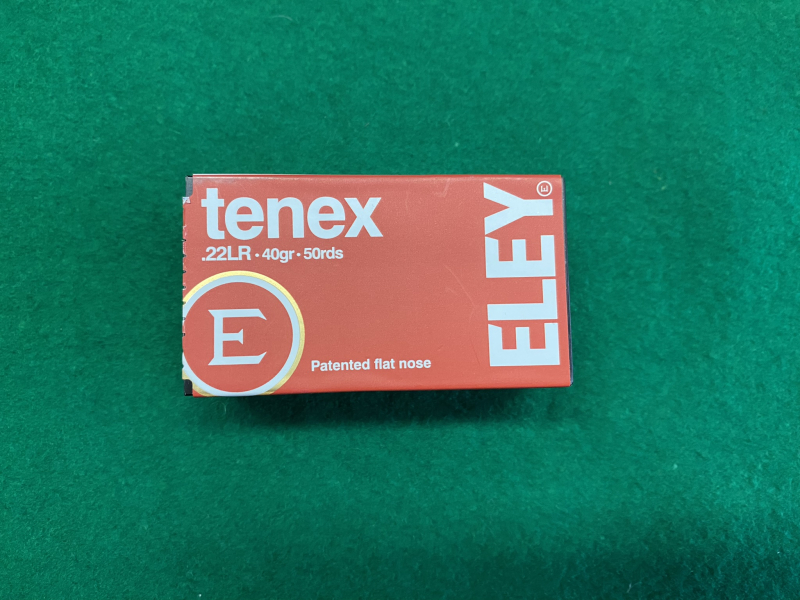 tenex
.22LR • 40gr • 50rds
E
Patented flat nose
ELEY